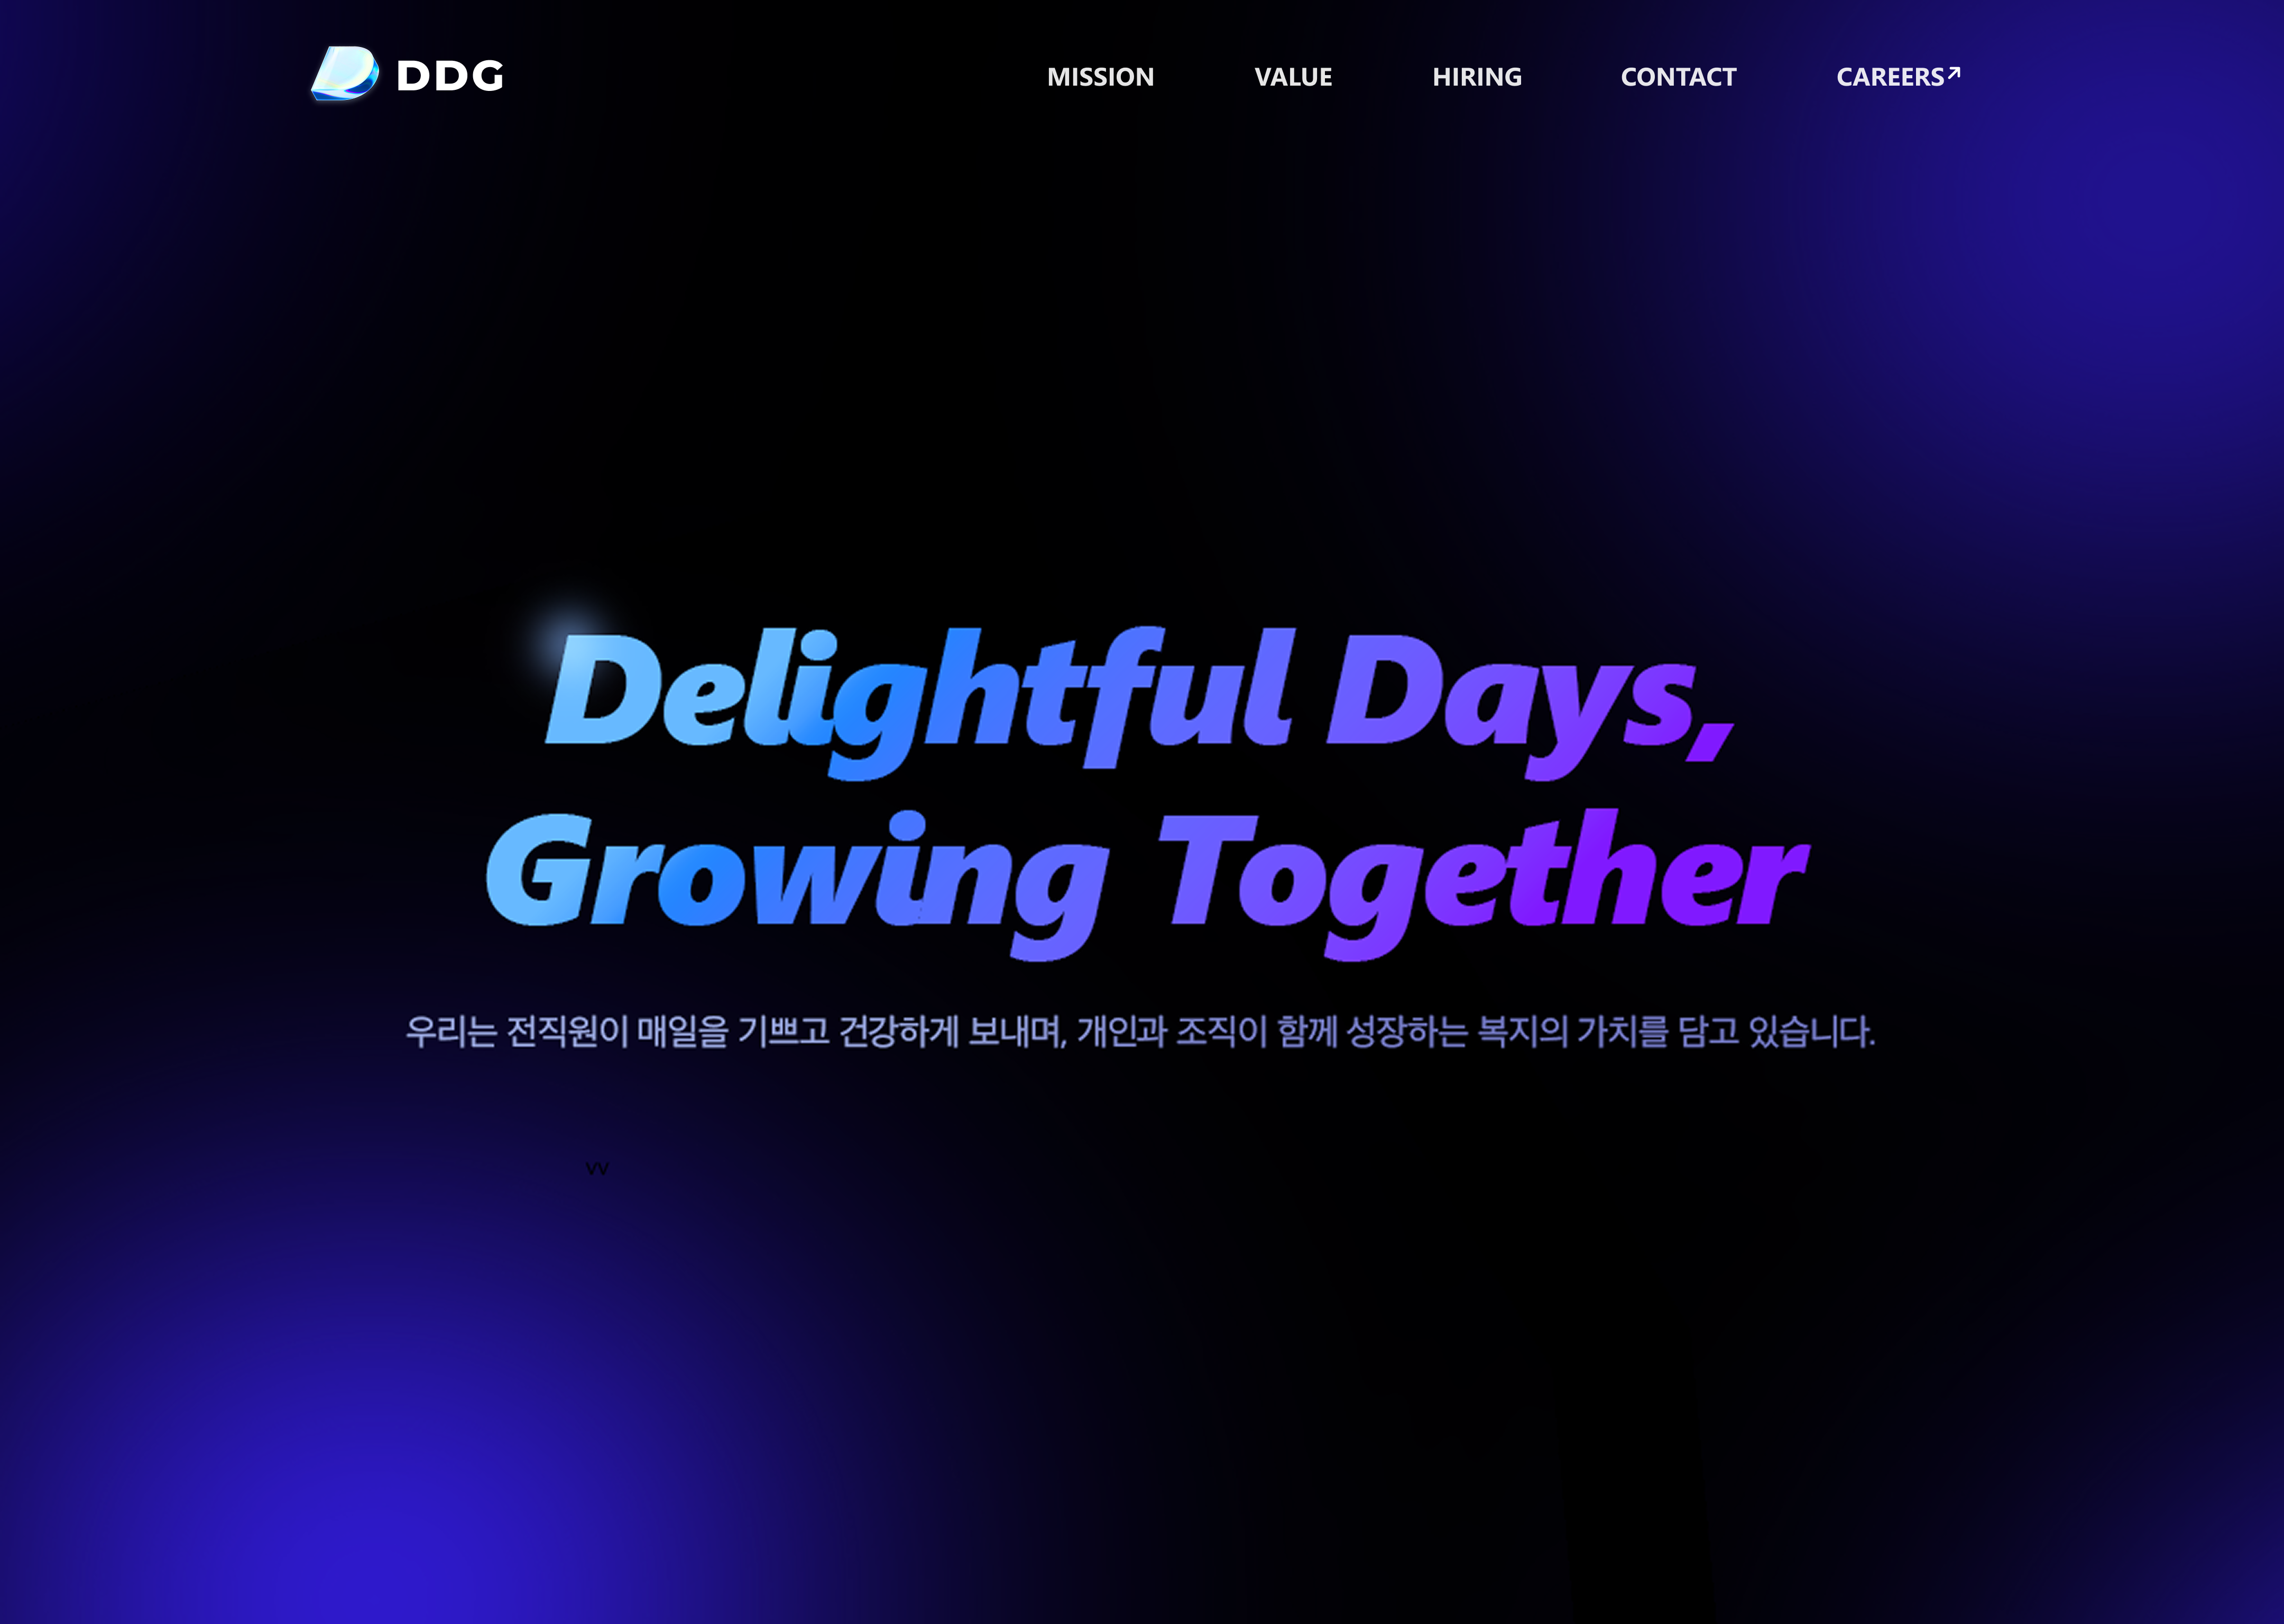 DDG
MISSION VALUE HIRING CONTACT CAREERS↗
Delightful Days,
Growing Together
우리는 전직원이 매일을 기쁘고 건강하게 보내며, 개인과 조직이 함께 성장하는 복지의 가치를 담고 있습니다.
vv